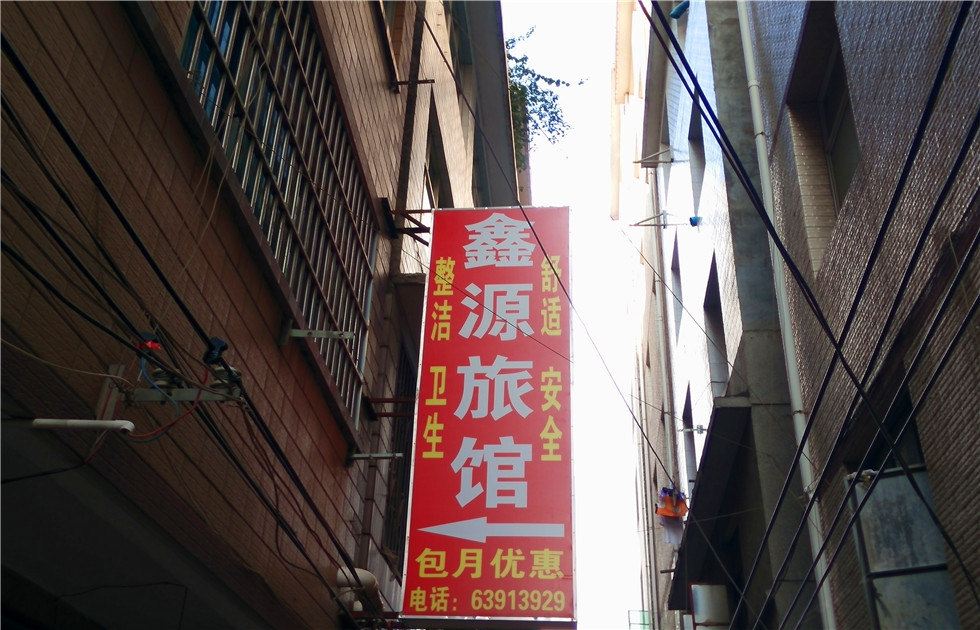 鑫源旅馆
整洁 卫生
舒适 安全
包月优惠
电话：63913929